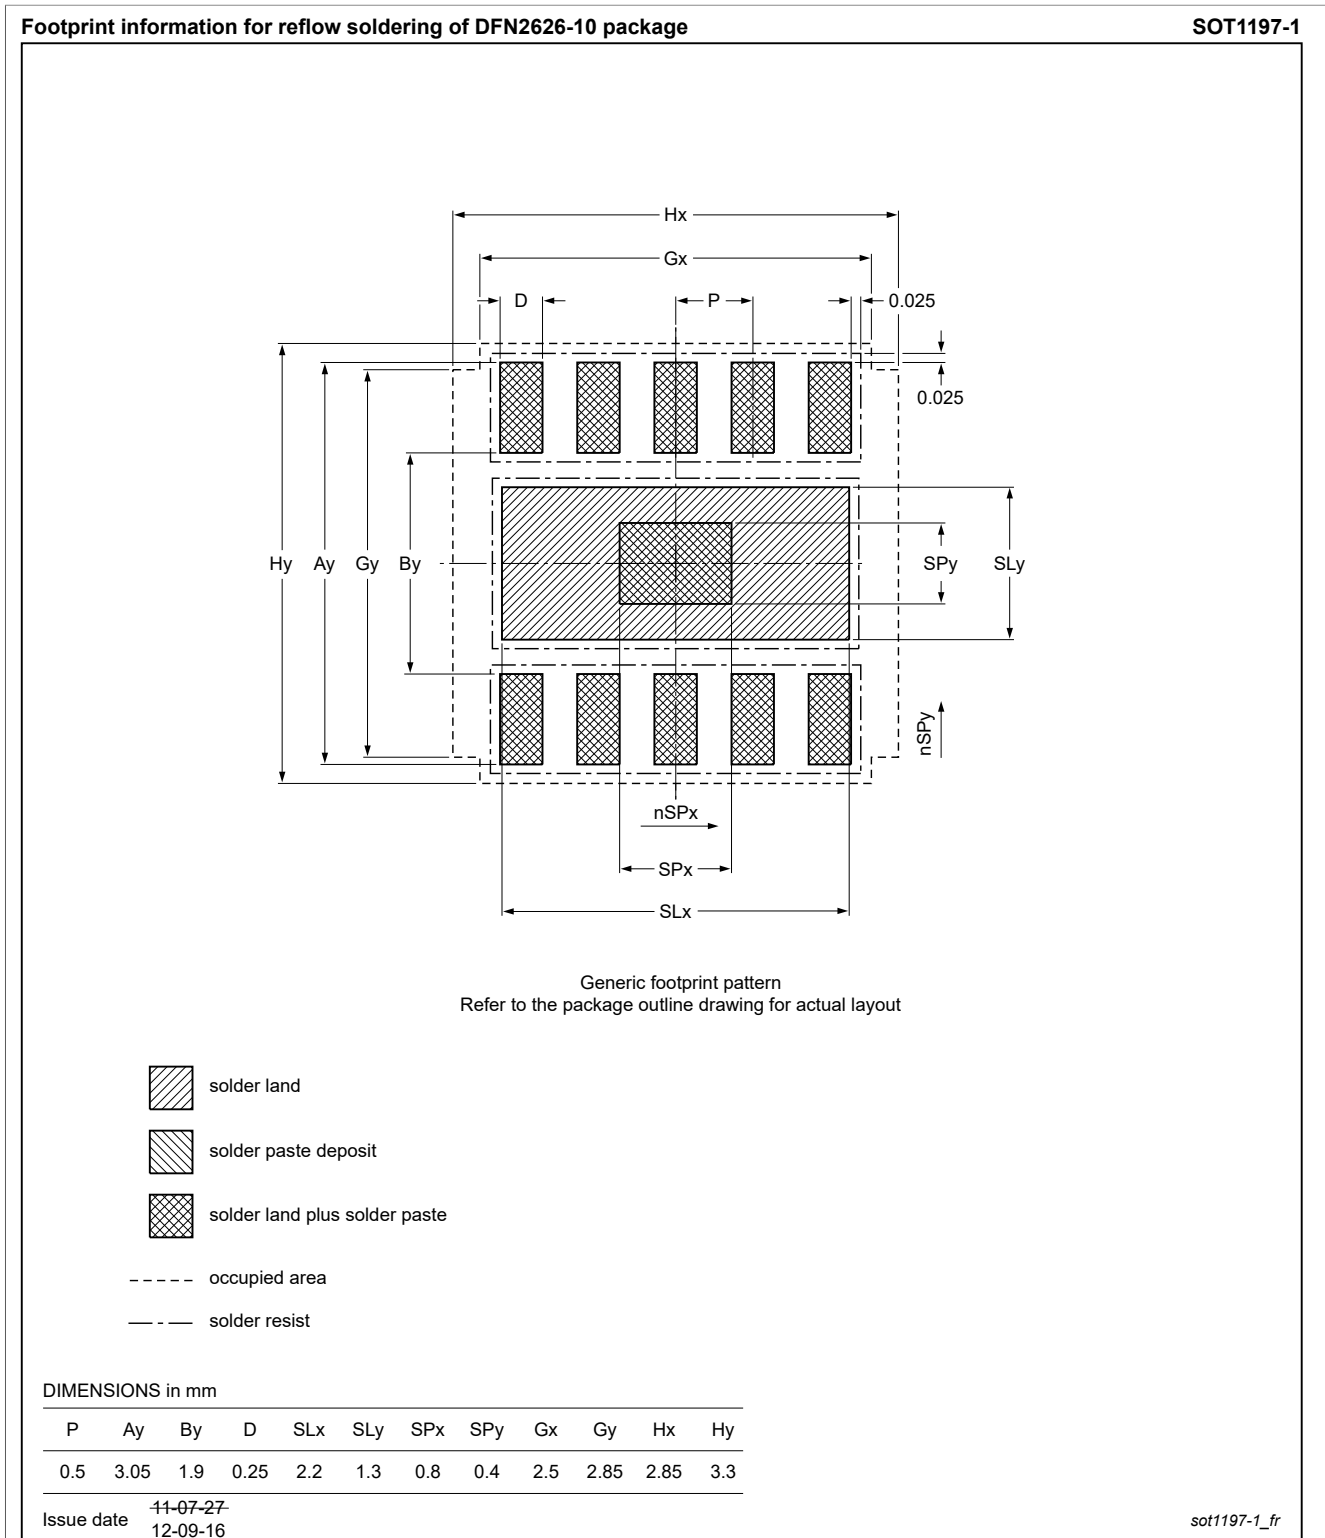 Footprint information for reflow soldering of DFN2626-10 package SOT1197-1
Hx
Gx
D P 0.025
0.025
Hy Ay Gy By SPy SLy
nSPy
nSPx
SPx
SLx
Generic footprint pattern
Refer to the package outline drawing for actual layout
solder land
solder paste deposit
solder land plus solder paste
occupied area
solder resist
DIMENSIONS in mm
P Ay By D SLx SLy SPx SPy Gx Gy Hx Hy
0.5 3.05 1.9 0.25 2.2 1.3 0.8 0.4 2.5 2.85 2.85 3.3
Issue date 11-07-27
12-09-16
sot1197-1_fr